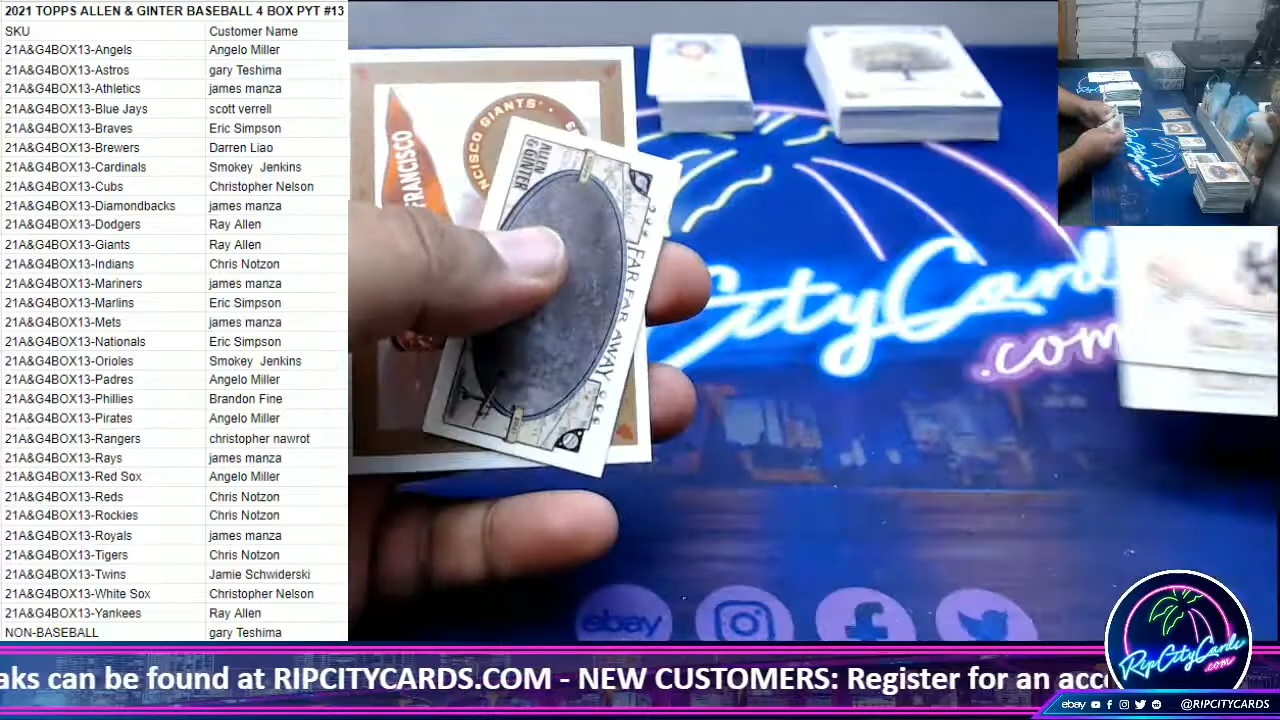 2021 TOPPS ALLEN & GINTER BASEBALL 4 BOX PYT #13
SKU Customer Name
21A&G4BOX13-Angels Angelo Miller
21A&G4BOX13-Astros gary Teshima
21A&G4BOX13-Athletics james manza
21A&G4BOX13-Blue Jays scott verrell
21A&G4BOX13-Braves Eric Simpson
21A&G4BOX13-Brewers Darren Liao
21A&G4BOX13-Cardinals Smokey  Jenkins
21A&G4BOX13-Cubs Christopher Nelson
21A&G4BOX13-Diamondbacks james manza
21A&G4BOX13-Dodgers Ray Allen
21A&G4BOX13-Giants Ray Allen
21A&G4BOX13-Indians Chris Notzon
21A&G4BOX13-Mariners james manza
21A&G4BOX13-Marlins Eric Simpson
21A&G4BOX13-Mets james manza
21A&G4BOX13-Nationals Eric Simpson
21A&G4BOX13-Orioles Smokey  Jenkins
21A&G4BOX13-Padres Angelo Miller
21A&G4BOX13-Phillies Brandon Fine
21A&G4BOX13-Pirates Angelo Miller
21A&G4BOX13-Rangers christopher nawrot
21A&G4BOX13-Rays james manza
21A&G4BOX13-Red Sox Angelo Miller
21A&G4BOX13-Reds Chris Notzon
21A&G4BOX13-Rockies Chris Notzon
21A&G4BOX13-Royals james manza
21A&G4BOX13-Tigers Chris Notzon
21A&G4BOX13-Twins Jamie Schwiderski
21A&G4BOX13-White Sox Christopher Nelson
21A&G4BOX13-Yankees Ray Allen
NON-BASEBALL gary Teshima
FRANCISCO
NCISCO GIANTS
ALLEN & GINTER
FAR FAR AWAY
CityCard
.com
ebay
RipCityCards
.com
aks can be found at RIPCITYCARDS.COM - NEW CUSTOMERS: Register for an acc
ebay @RIPCITYCARDS